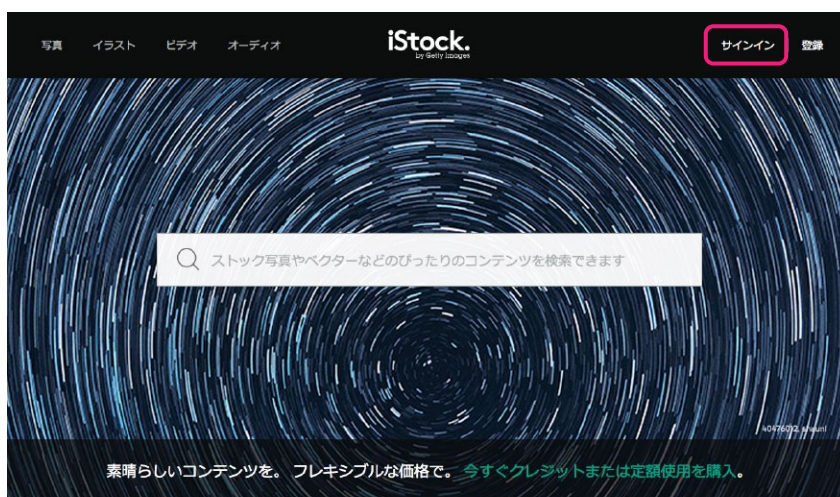 写真 イラスト ビデオ オーディオ iStock. サインイン 登録
by Getty Images
ストック写真やベクターなどのぴったりのコンテンツを検索できます
素晴らしいコンテンツを。 フレキシブルな価格で。 今すぐクレジットまたは定額使用を購入。